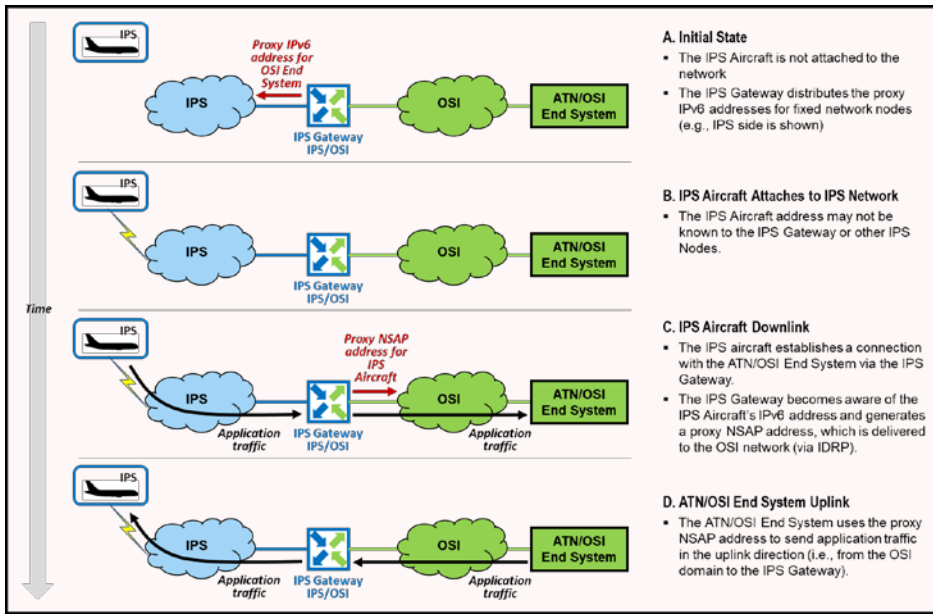 IPS
Proxy IPv6
address for
OSI End
System
IPS
OSI
ATN/OSI
End System
IPS Gateway
IPS/OSI
A. Initial State
▪ The IPS Aircraft is not attached to the
network
▪ The IPS Gateway distributes the proxy
IPv6 addresses for fixed network nodes
(e.g., IPS side is shown)
IPS
IPS
OSI
ATN/OSI
End System
IPS Gateway
IPS/OSI
B. IPS Aircraft Attaches to IPS Network
▪ The IPS Aircraft address may not be
known to the IPS Gateway or other IPS
Nodes.
Time
IPS
Proxy NSAP
address for
IPS
Aircraft
IPS
OSI
ATN/OSI
End System
Application
traffic
IPS Gateway
IPS/OSI
Application
traffic
C. IPS Aircraft Downlink
▪ The IPS aircraft establishes a connection
with the ATN/OSI End System via the IPS
Gateway.
▪ The IPS Gateway becomes aware of the
IPS Aircraft's IPv6 address and generates
a proxy NSAP address, which is delivered
to the OSI network (via IDRP).
IPS
IPS
OSI
ATN/OSI
End System
Application
traffic
IPS Gateway
IPS/OSI
Application
traffic
D. ATN/OSI End System Uplink
▪ The ATN/OSI End System uses the proxy
NSAP address to send application traffic
in the uplink direction (i.e., from the OSI
domain to the IPS Gateway).